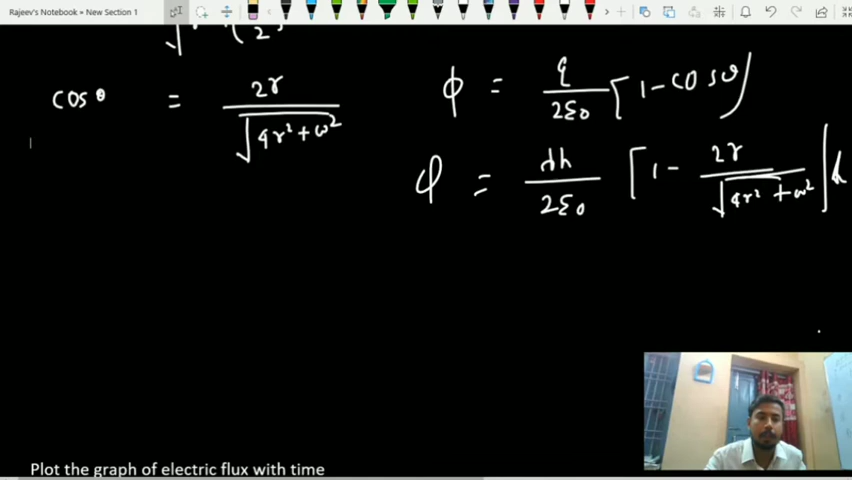 Rajeev's Notebook » New Section 1
cos θ = 2r / √(4r² + ω²)
φ = q / 2ε₀ [1 - cos θ]
φ = λh / 2ε₀ [1 - 2r / √(4r² + ω²)]
Plot the graph of electric flux with time